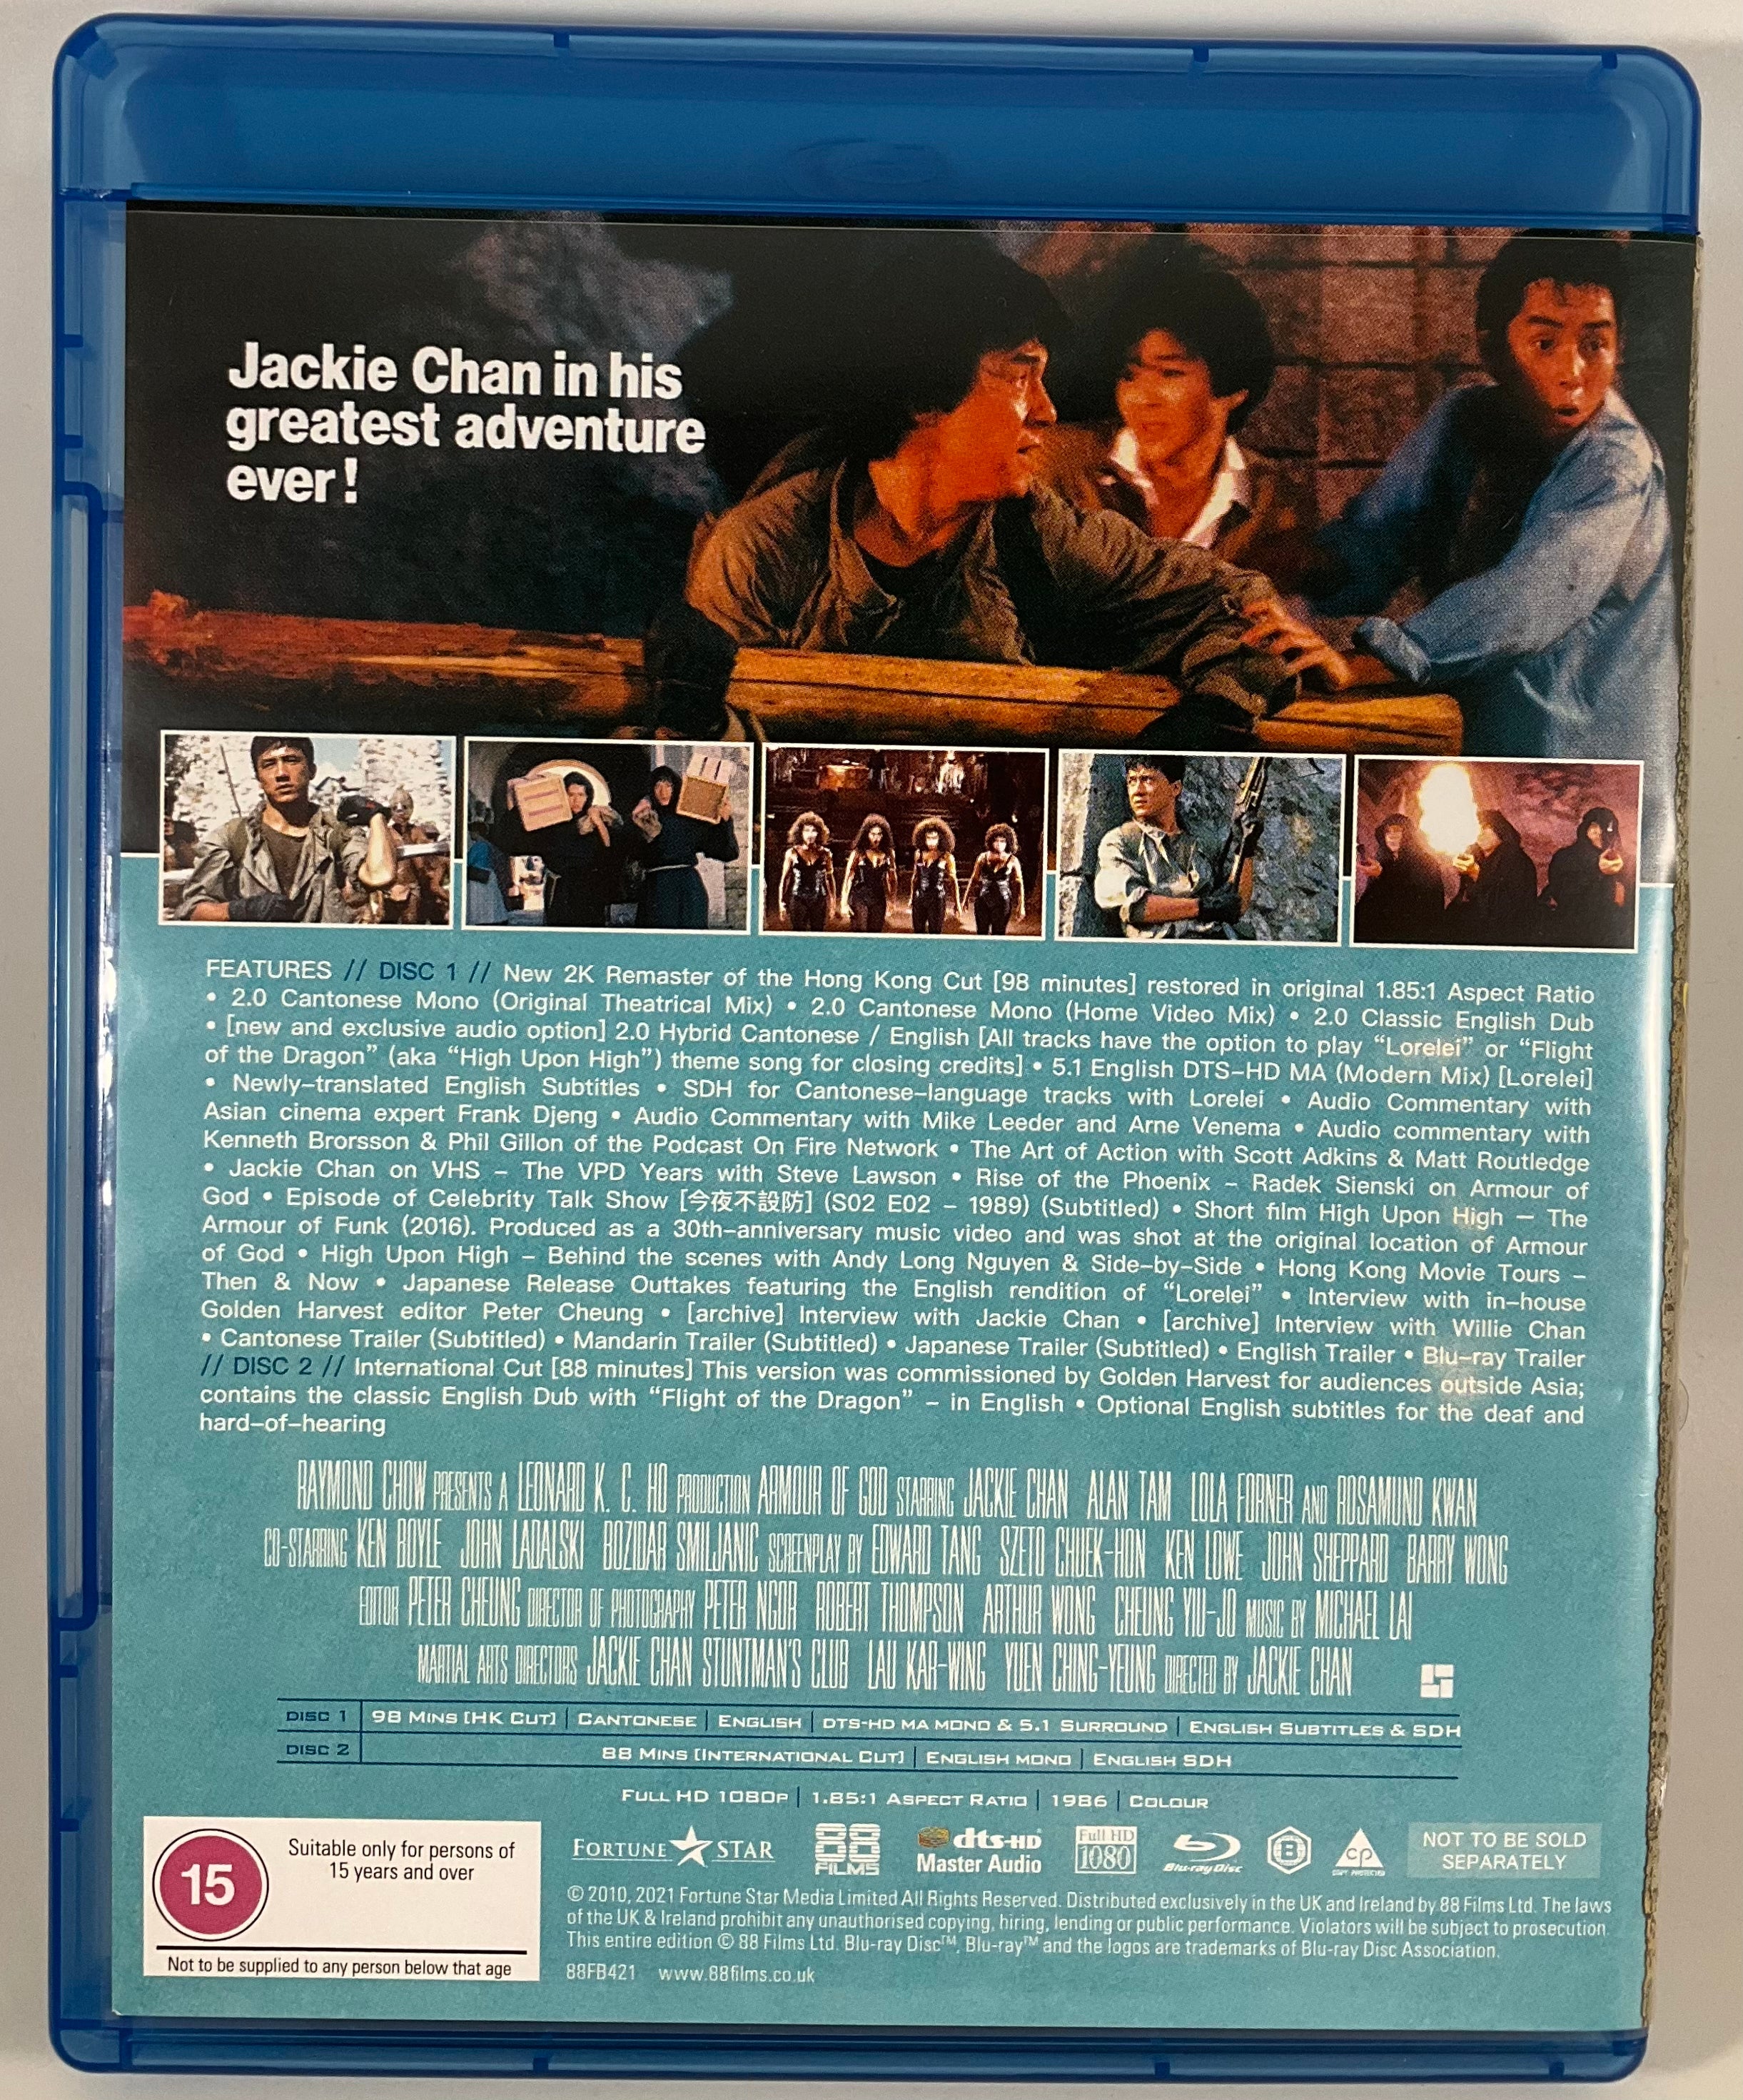 Jackie Chan in his
greatest adventure
ever!
FEATURES // DISC 1 // New 2K Remaster of the Hong Kong Cut [98 minutes] restored in original 1.85:1 Aspect Ratio
• 2.0 Cantonese Mono (Original Theatrical Mix) • 2.0 Cantonese Mono (Home Video Mix) • 2.0 Classic English Dub
• [new and exclusive audio option] 2.0 Hybrid Cantonese / English [All tracks have the option to play “Lorelei” or “Flight
of the Dragon” (aka “High Upon High”) theme song for closing credits] • 5.1 English DTS-HD MA (Modern Mix) [Lorelei]
• Newly-translated English Subtitles • SDH for Cantonese-language tracks with Lorelei • Audio Commentary with
Asian cinema expert Frank Djeng • Audio Commentary with Mike Leeder and Arne Venema • Audio commentary with
Kenneth Brorsson & Phil Gillon of the Podcast On Fire Network • The Art of Action with Scott Adkins & Matt Routledge
• Jackie Chan on VHS – The VPD Years with Steve Lawson • Rise of the Phoenix – Radek Sienski on Armour of
God • Episode of Celebrity Talk Show [今夜不設防] (S02 E02 – 1989) (Subtitled) • Short film High Upon High — The
Armour of Funk (2016). Produced as a 30th-anniversary music video and was shot at the original location of Armour
of God • High Upon High – Behind the scenes with Andy Long Nguyen & Side-by-Side • Hong Kong Movie Tours –
Then & Now • Japanese Release Outtakes featuring the English rendition of “Lorelei” • Interview with in-house
Golden Harvest editor Peter Cheung • [archive] Interview with Jackie Chan • [archive] Interview with Willie Chan
• Cantonese Trailer (Subtitled) • Mandarin Trailer (Subtitled) • Japanese Trailer (Subtitled) • English Trailer • Blu-ray Trailer
// DISC 2 // International Cut [88 minutes] This version was commissioned by Golden Harvest for audiences outside Asia;
contains the classic English Dub with “Flight of the Dragon” – in English • Optional English subtitles for the deaf and
hard-of-hearing
RAYMOND CHOW PRESENTS A LEONARD K. C. HO PRODUCTION ARMOUR OF GOD STARRING JACKIE CHAN ALAN TAM LOLA FORNER AND ROSAMUND KWAN
CO-STARRING KEN BOYLE JOHN LADALSKI BOZIDAR SMILJANIC SCREENPLAY BY EDWARD TANG SZETO CHUEK-HON KEN LOWE JOHN SHEPPARD BARRY WONG
EDITOR PETER CHEUNG DIRECTOR OF PHOTOGRAPHY PETER NGOR ROBERT THOMPSON ARTHUR WONG CHEUNG YIU-JO MUSIC BY MICHAEL LAI
MARTIAL ARTS DIRECTORS JACKIE CHAN STUNTMAN'S CLUB LAU KAR-WING YUEN CHING-YEUNG DIRECTED BY JACKIE CHAN
DISC 1 98 MINS [HK CUT] | CANTONESE | ENGLISH | DTS-HD MA MONO & 5.1 SURROUND | ENGLISH SUBTITLES & SDH
DISC 2 88 MINS [INTERNATIONAL CUT] | ENGLISH MONO | ENGLISH SDH
FULL HD 1080P | 1.85:1 ASPECT RATIO | 1986 | COLOUR
15
Suitable only for persons of
15 years and over
Not to be supplied to any person below that age
FORTUNE STAR
88
FILMS
dts-HD
Master Audio
Full HD
1080
Blu-ray Disc
B
CP
COPY PROTECTED
NOT TO BE SOLD
SEPARATELY
© 2010, 2021 Fortune Star Media Limited All Rights Reserved. Distributed exclusively in the UK and Ireland by 88 Films Ltd. The laws
of the UK & Ireland prohibit any unauthorised copying, hiring, lending or public performance. Violators will be subject to prosecution.
This entire edition © 88 Films Ltd. Blu-ray Disc™, Blu-ray™ and the logos are trademarks of Blu-ray Disc Association.
88FB421 www.88films.co.uk